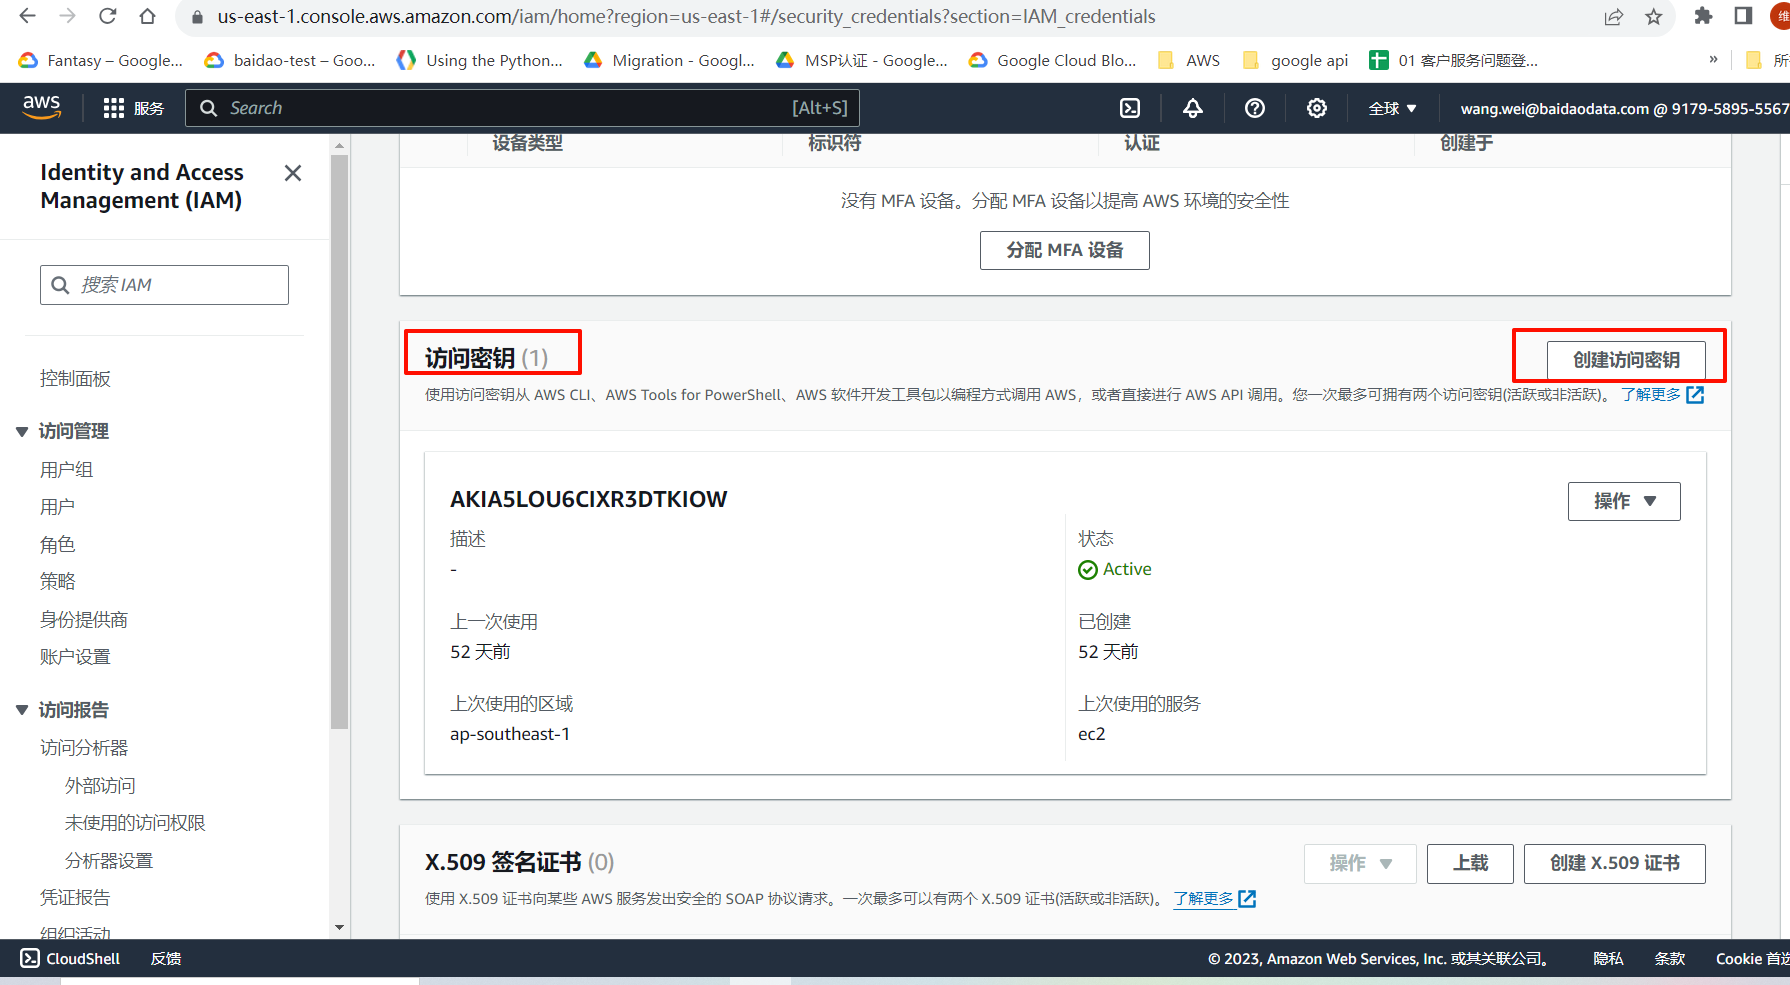 us-east-1.console.aws.amazon.com/iam/home?region=us-east-1#/security_credentials?section=IAM_credentials
维
Fantasy – Google...
baidao-test – Goo...
Using the Python...
Migration - Googl...
MSP认证 - Google...
Google Cloud Blo...
AWS
google api
01 客户服务问题登...
»
所
aws
服务
Search
[Alt+S]
全球
wang.wei@baidaodata.com @ 9179-5895-5567
Identity and Access
Management (IAM)
搜索 IAM
控制面板
访问管理
用户组
用户
角色
策略
身份提供商
账户设置
访问报告
访问分析器
外部访问
未使用的访问权限
分析器设置
凭证报告
组织活动
设备类型
标识符
认证
创建于
没有 MFA 设备。分配 MFA 设备以提高 AWS 环境的安全性
分配 MFA 设备
访问密钥 (1)
创建访问密钥
使用访问密钥从 AWS CLI、AWS Tools for PowerShell、AWS 软件开发工具包以编程方式调用 AWS，或者直接进行 AWS API 调用。您一次最多可拥有两个访问密钥(活跃或非活跃)。 了解更多
AKIA5LOU6CIXR3DTKIOW
操作
描述
-
状态
Active
上一次使用
52 天前
已创建
52 天前
上次使用的区域
ap-southeast-1
上次使用的服务
ec2
X.509 签名证书 (0)
操作
上载
创建 X.509 证书
使用 X.509 证书向某些 AWS 服务发出安全的 SOAP 协议请求。一次最多可以有两个 X.509 证书(活跃或非活跃)。 了解更多
CloudShell
反馈
© 2023, Amazon Web Services, Inc. 或其关联公司。
隐私
条款
Cookie 首选